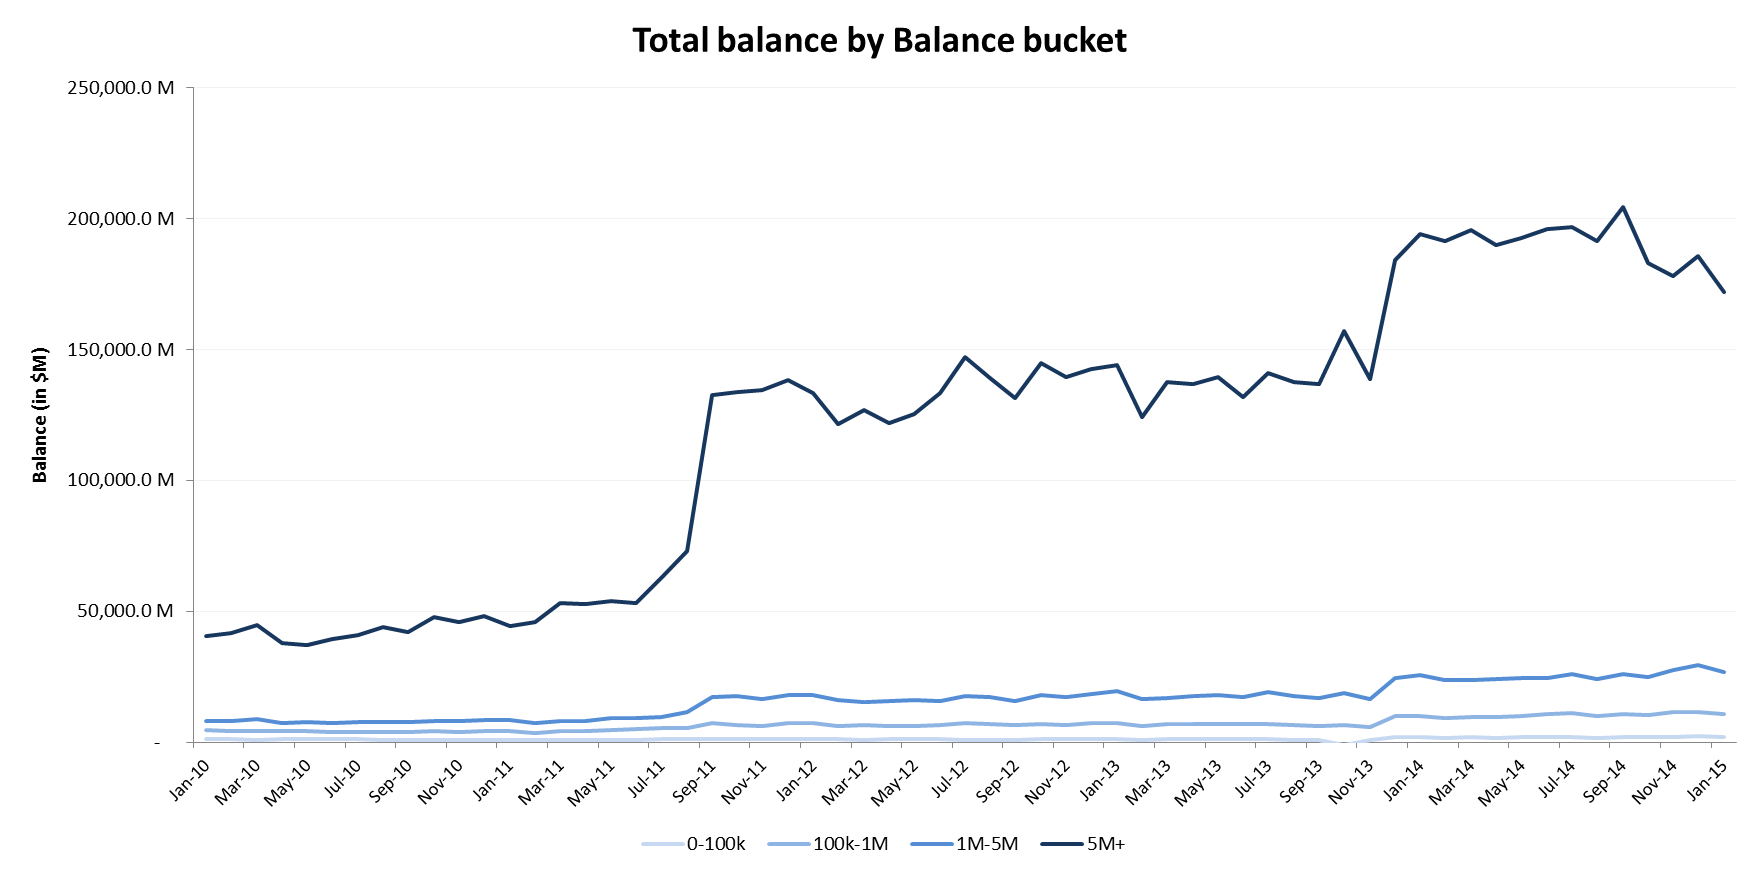 Total balance by Balance bucket
250,000.0 M
200,000.0 M
150,000.0 M
100,000.0 M
50,000.0 M
-
Balance (in $M)
Jan-10 Mar-10 May-10 Jul-10 Sep-10 Nov-10 Jan-11 Mar-11 May-11 Jul-11 Sep-11 Nov-11 Jan-12 Mar-12 May-12 Jul-12 Sep-12 Nov-12 Jan-13 Mar-13 May-13 Jul-13 Sep-13 Nov-13 Jan-14 Mar-14 May-14 Jul-14 Sep-14 Nov-14 Jan-15
0-100k 100k-1M 1M-5M 5M+